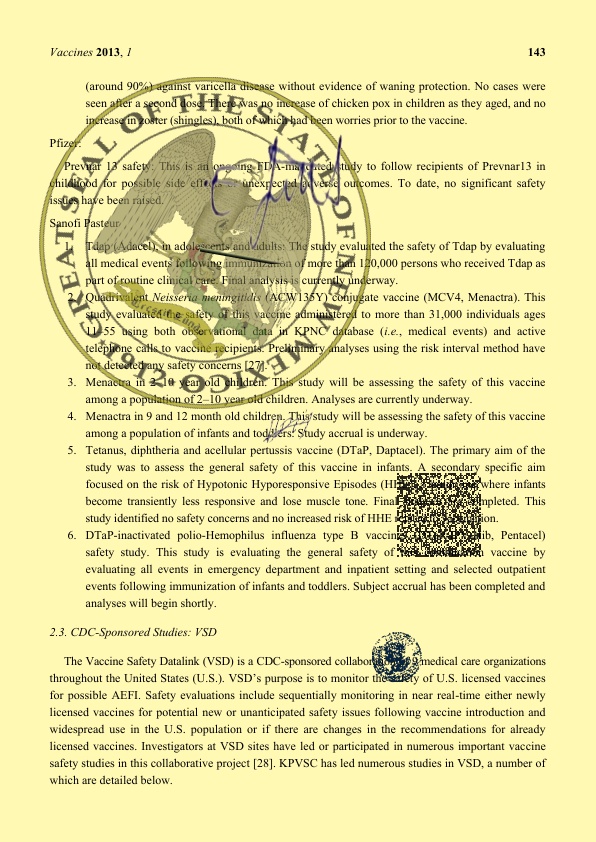 Vaccines 2013, 1 143
(around 90%) against varicella disease without evidence of waning protection. No cases were
seen after a second dose. There was no increase of chicken pox in children as they aged, and no
increase in zoster (shingles), both of which had been worries prior to the vaccine.
Pfizer:
Prevnar 13 safety: This is an ongoing FDA-mandated study to follow recipients of Prevnar13 in
childhood for possible side effects or unexpected adverse outcomes. To date, no significant safety
issues have been raised.
Sanofi Pasteur
Tdap (Adacel), in adolescents and adults: The study evaluated the safety of Tdap by evaluating
all medical events following immunization of more than 120,000 persons who received Tdap as
part of routine clinical care. Final analysis is currently underway.
2. Quadrivalent Neisseria meningitidis (ACW135Y) conjugate vaccine (MCV4, Menactra). This
study evaluated the safety of this vaccine administered to more than 31,000 individuals ages
11–55 using both observational data in KPNC database (i.e., medical events) and active
telephone calls to vaccine recipients. Preliminary analyses using the risk interval method have
not detected any safety concerns [27].
3. Menactra in 2–10 year old children. This study will be assessing the safety of this vaccine
among a population of 2–10 year old children. Analyses are currently underway.
4. Menactra in 9 and 12 month old children. This study will be assessing the safety of this vaccine
among a population of infants and toddlers. Study accrual is underway.
5. Tetanus, diphtheria and acellular pertussis vaccine (DTaP, Daptacel). The primary aim of the
study was to assess the general safety of this vaccine in infants. A secondary specific aim
focused on the risk of Hypotonic Hyporesponsive Episodes where infants
become transiently less responsive and lose muscle tone. Final completed. This
study identified no safety concerns and no increased risk of HHE
6. DTaP-inactivated polio-Hemophilus influenza type B vaccine Pentacel)
safety study. This study is evaluating the general safety of vaccine by
evaluating all events in emergency department and inpatient setting and selected outpatient
events following immunization of infants and toddlers. Subject accrual has been completed and
analyses will begin shortly.
2.3. CDC-Sponsored Studies: VSD
The Vaccine Safety Datalink (VSD) is a CDC-sponsored collaboration of 9 medical care organizations
throughout the United States (U.S.). VSD's purpose is to monitor the safety of U.S. licensed vaccines
for possible AEFI. Safety evaluations include sequentially monitoring in near real-time either newly
licensed vaccines for potential new or unanticipated safety issues following vaccine introduction and
widespread use in the U.S. population or if there are changes in the recommendations for already
licensed vaccines. Investigators at VSD sites have led or participated in numerous important vaccine
safety studies in this collaborative project [28]. KPVSC has led numerous studies in VSD, a number of
which are detailed below.
GREAT SEAL OF THE STATE OF NEW MEXICO 1912